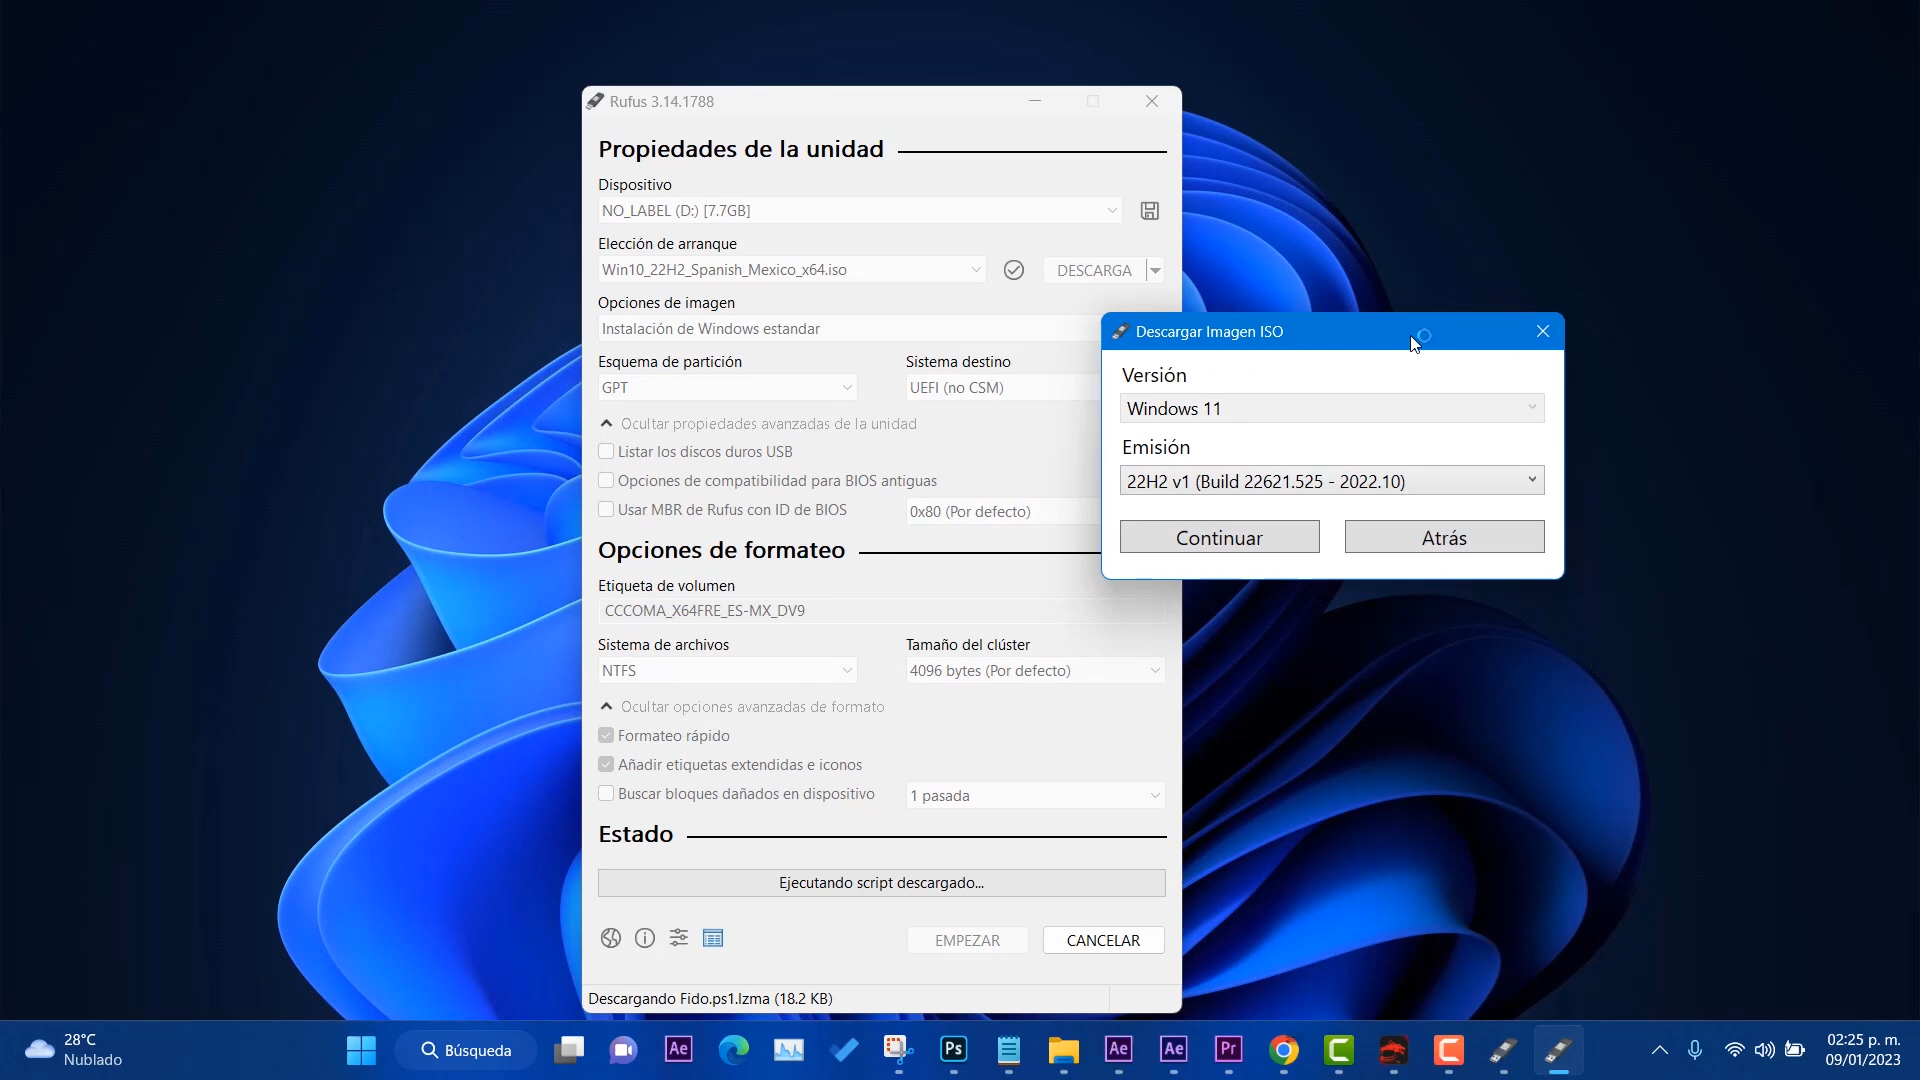 Rufus 3.14.1788
Propiedades de la unidad
Dispositivo
NO_LABEL (D:) [7.7GB]
Elección de arranque
Win10_22H2_Spanish_Mexico_x64.iso
DESCARGA
Opciones de imagen
Instalación de Windows estandar
Esquema de partición
Sistema destino
GPT
UEFI (no CSM)
Ocultar propiedades avanzadas de la unidad
Listar los discos duros USB
Opciones de compatibilidad para BIOS antiguas
Usar MBR de Rufus con ID de BIOS
0x80 (Por defecto)
Opciones de formateo
Etiqueta de volumen
CCCOMA_X64FRE_ES-MX_DV9
Sistema de archivos
Tamaño del clúster
NTFS
4096 bytes (Por defecto)
Ocultar opciones avanzadas de formato
Formateo rápido
Añadir etiquetas extendidas e iconos
Buscar bloques dañados en dispositivo
1 pasada
Estado
Ejecutando script descargado...
EMPEZAR
CANCELAR
Descargando Fido.ps1.lzma (18.2 KB)
Descargar Imagen ISO
Versión
Windows 11
Emisión
22H2 v1 (Build 22621.525 - 2022.10)
Continuar
Atrás
28°C
Nublado
Búsqueda
Ae
Ps
Ae
Ae
Pr
02:25 p. m.
09/01/2023